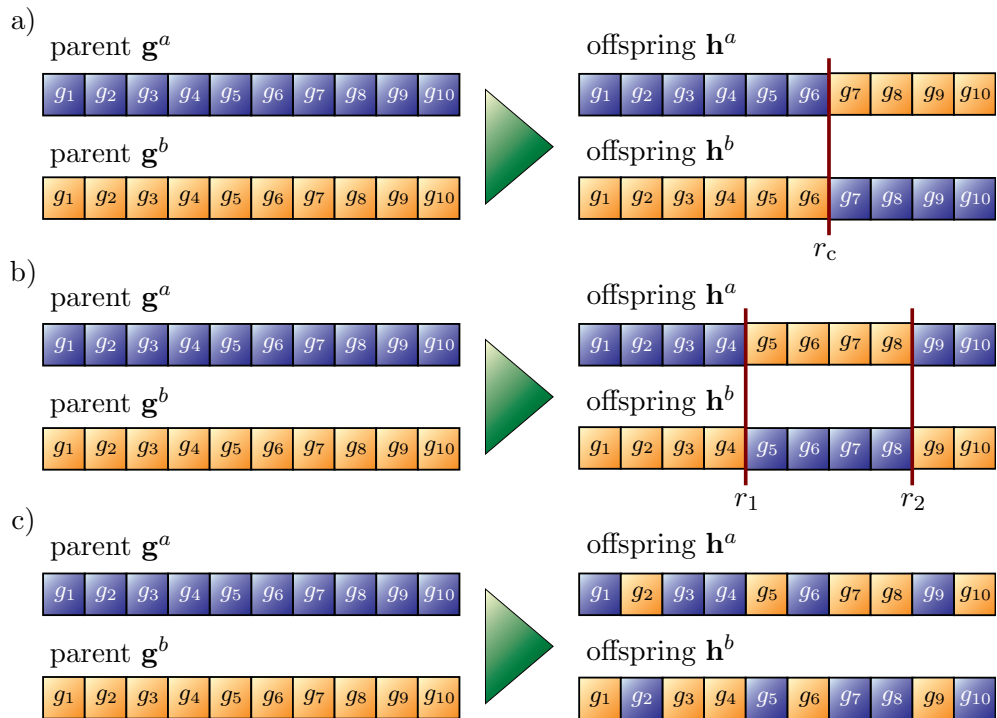 a)
parent g^a
offspring h^a
g1 g2 g3 g4 g5 g6 g7 g8 g9 g10
g1 g2 g3 g4 g5 g6 g7 g8 g9 g10
parent g^b
offspring h^b
g1 g2 g3 g4 g5 g6 g7 g8 g9 g10
g1 g2 g3 g4 g5 g6 g7 g8 g9 g10
rc
b)
parent g^a
offspring h^a
g1 g2 g3 g4 g5 g6 g7 g8 g9 g10
g1 g2 g3 g4 g5 g6 g7 g8 g9 g10
parent g^b
offspring h^b
g1 g2 g3 g4 g5 g6 g7 g8 g9 g10
g1 g2 g3 g4 g5 g6 g7 g8 g9 g10
r1 r2
c)
parent g^a
offspring h^a
g1 g2 g3 g4 g5 g6 g7 g8 g9 g10
g1 g2 g3 g4 g5 g6 g7 g8 g9 g10
parent g^b
offspring h^b
g1 g2 g3 g4 g5 g6 g7 g8 g9 g10
g1 g2 g3 g4 g5 g6 g7 g8 g9 g10